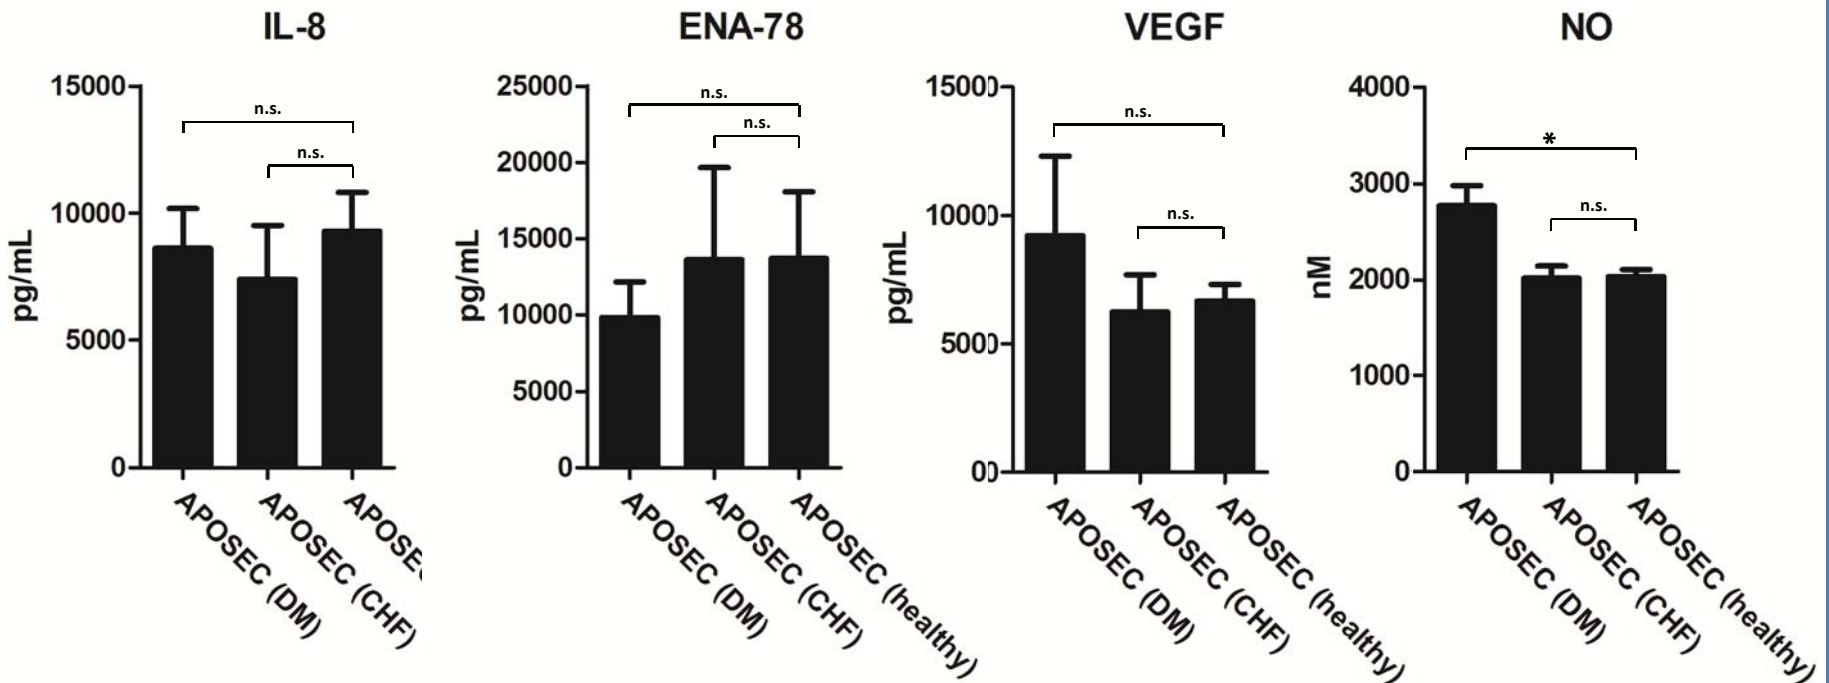 IL-8
15000
10000
5000
0
pg/mL
n.s.
n.s.
APOSEC (DM)
APOSEC (CHF)
APOSEC
ENA-78
25000
20000
15000
10000
5000
0
pg/mL
n.s.
n.s.
APOSEC (DM)
APOSEC (CHF)
APOSEC (healthy)
VEGF
15000
10000
5000
00
pg/mL
n.s.
n.s.
APOSEC (DM)
APOSEC (CHF)
APOSEC (healthy)
NO
4000
3000
2000
1000
0
nM
*
n.s.
APOSEC (DM)
APOSEC (CHF)
APOSEC (healthy)